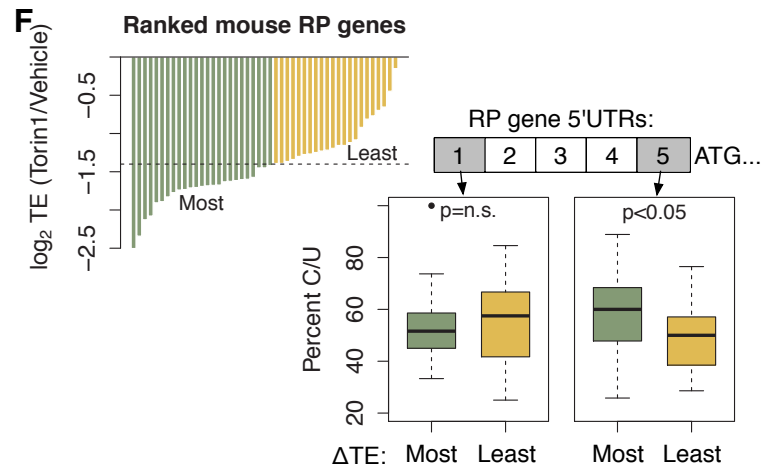 F
Ranked mouse RP genes
log2 TE (Torin1/Vehicle)
−0.5
−1.5
−2.5
Most
Least
RP gene 5'UTRs:
1 2 3 4 5 ATG...
p=n.s.
p<0.05
Percent C/U
80
60
40
20
ΔTE: Most Least Most Least